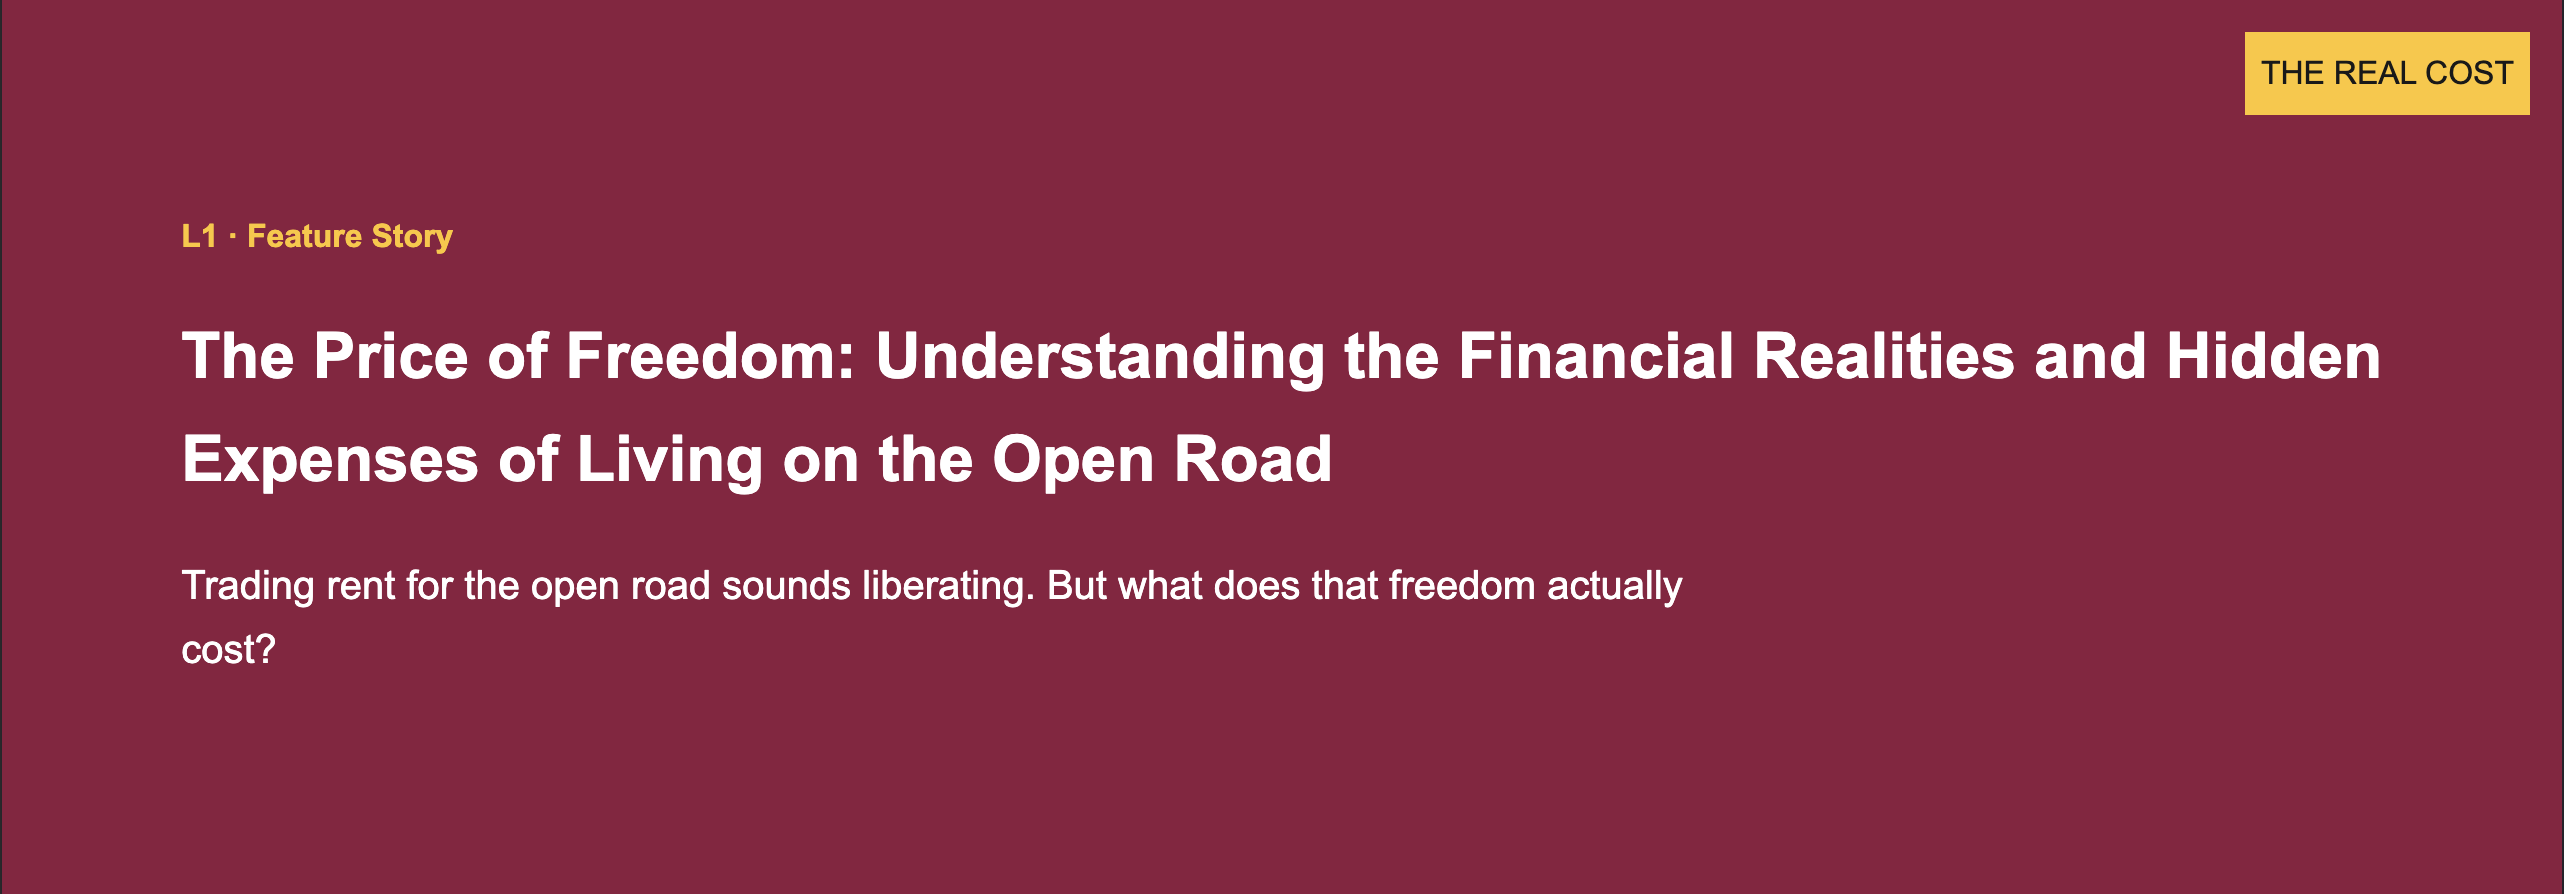 THE REAL COST
L1 · Feature Story
The Price of Freedom: Understanding the Financial Realities and Hidden
Expenses of Living on the Open Road
Trading rent for the open road sounds liberating. But what does that freedom actually
cost?